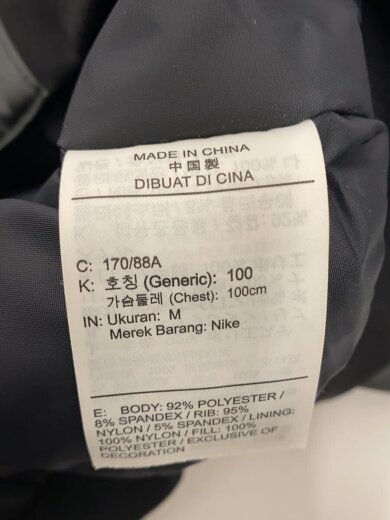 MADE IN CHINA
中国製
DIBUAT DI CINA
C: 170/88A
K: 호칭 (Generic): 100
가슴둘레 (Chest): 100cm
IN: Ukuran: M
Merek Barang: Nike
E: BODY: 92% POLYESTER /
8% SPANDEX / RIB: 95%
NYLON / 5% SPANDEX / LINING:
100% NYLON / FILL: 100%
POLYESTER / EXCLUSIVE OF
DECORATION